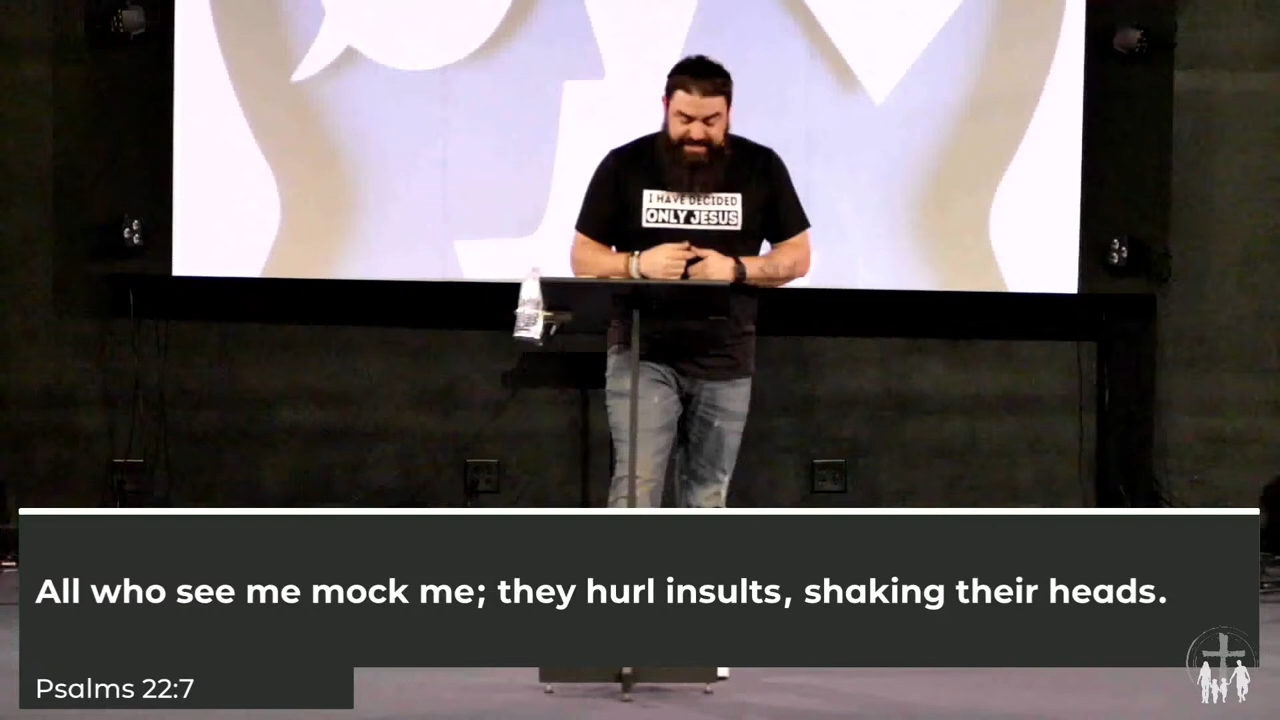 I HAVE DECIDED
ONLY JESUS
All who see me mock me; they hurl insults, shaking their heads.
Psalms 22:7